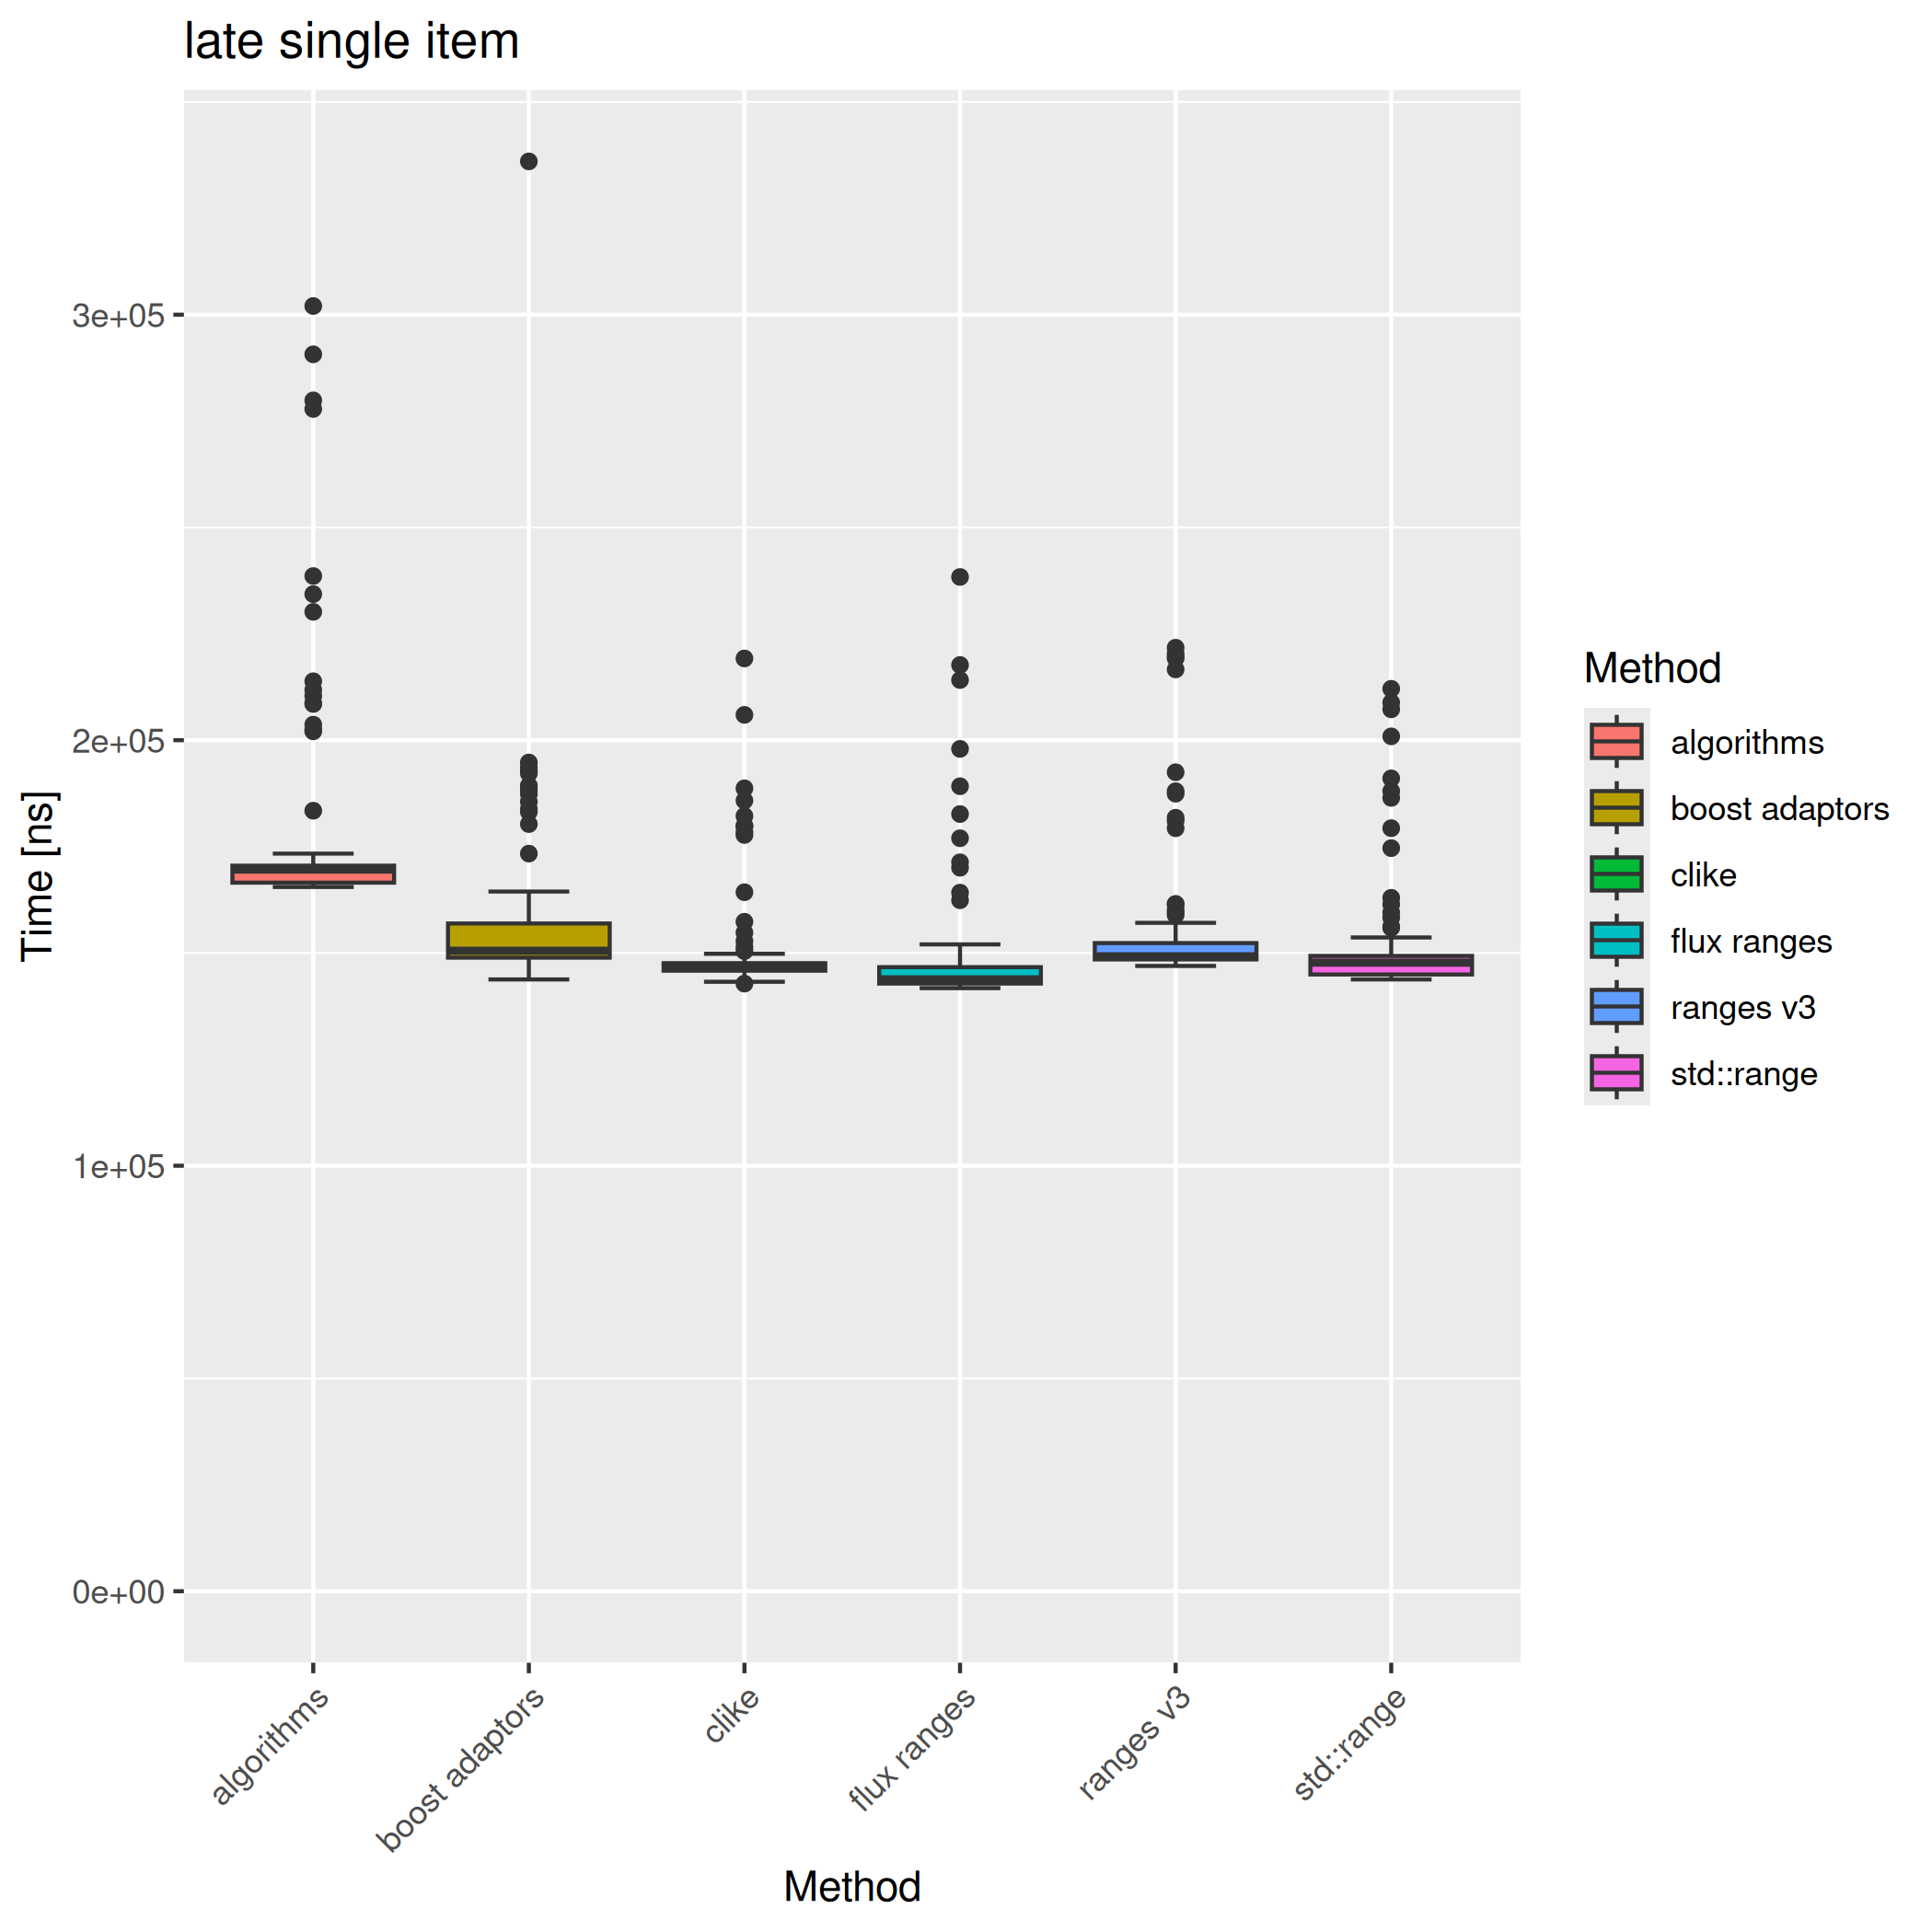 late single item
Time [ns]
3e+05
2e+05
1e+05
0e+00
algorithms
boost adaptors
clike
flux ranges
ranges v3
std::range
Method
Method
algorithms
boost adaptors
clike
flux ranges
ranges v3
std::range